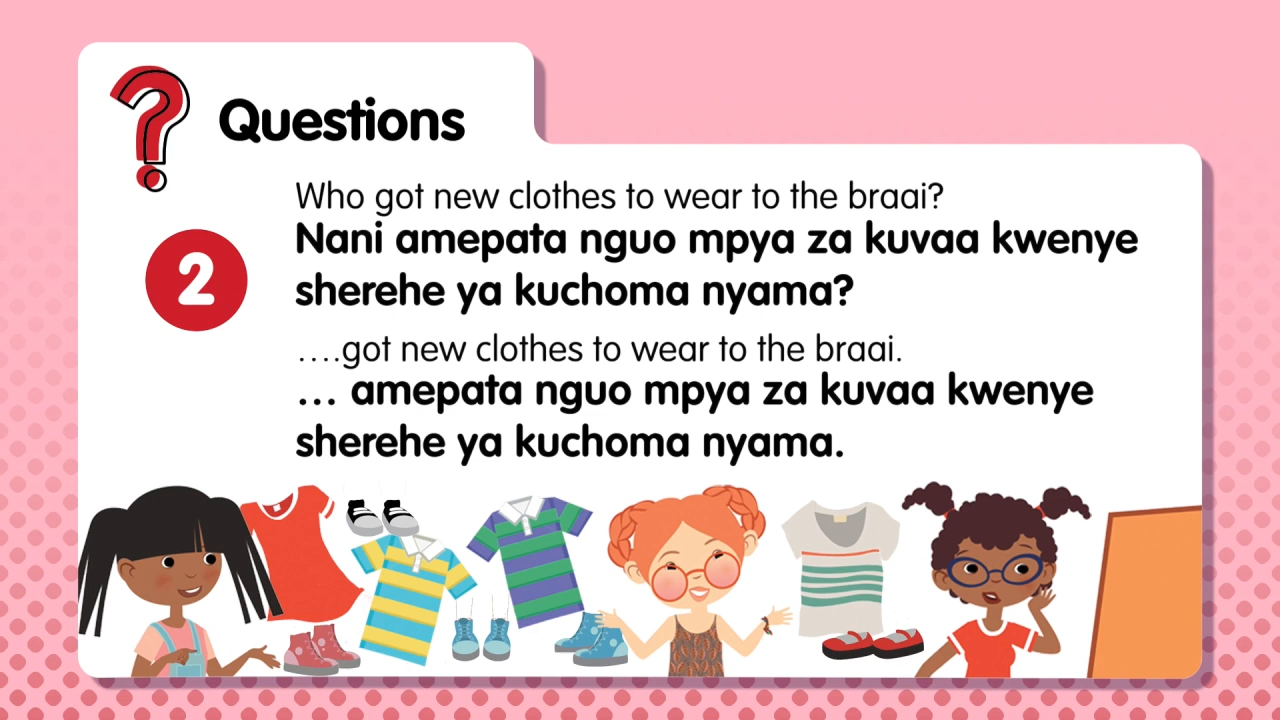 Questions
2
Who got new clothes to wear to the braai?
Nani amepata nguo mpya za kuvaa kwenye
sherehe ya kuchoma nyama?
....got new clothes to wear to the braai.
... amepata nguo mpya za kuvaa kwenye
sherehe ya kuchoma nyama.